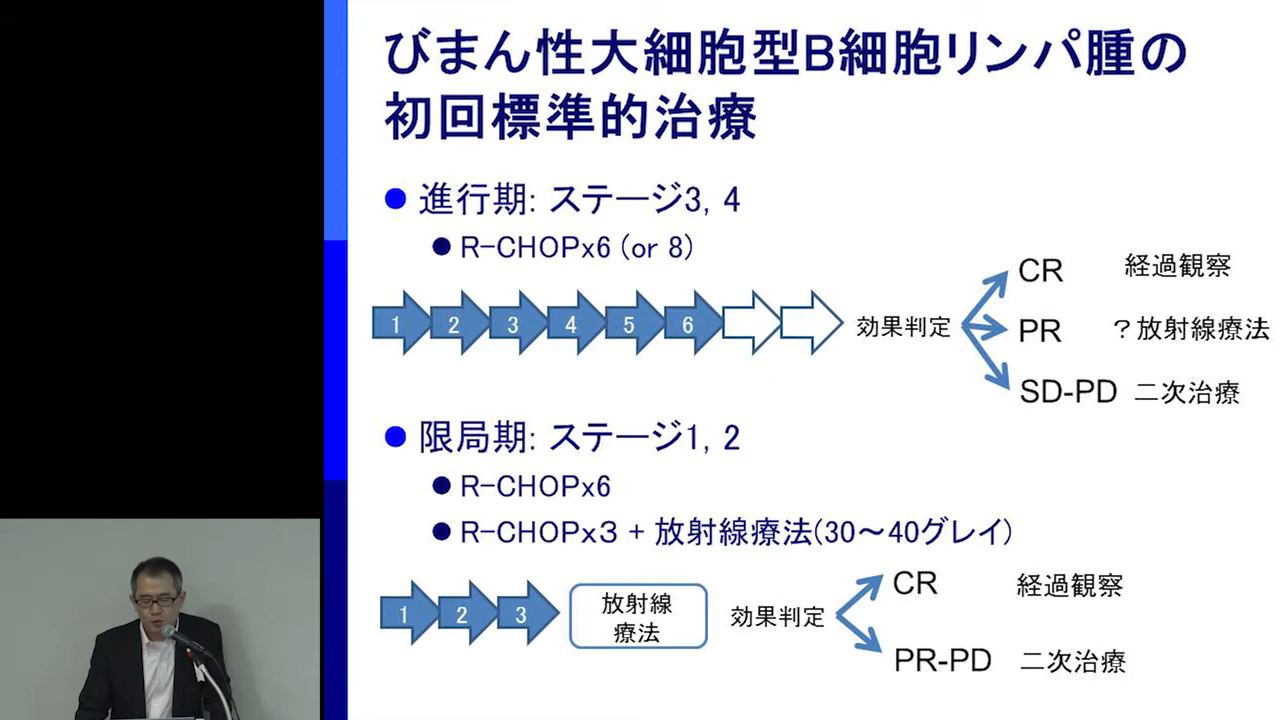 びまん性大細胞型B細胞リンパ腫の
初回標準的治療
進行期: ステージ3, 4
R-CHOPx6 (or 8)
1 2 3 4 5 6
効果判定
CR 経過観察
PR ？放射線療法
SD-PD 二次治療
限局期: ステージ1, 2
R-CHOPx6
R-CHOPx３ + 放射線療法(30～40グレイ)
1 2 3
放射線
療法
効果判定
CR 経過観察
PR-PD 二次治療